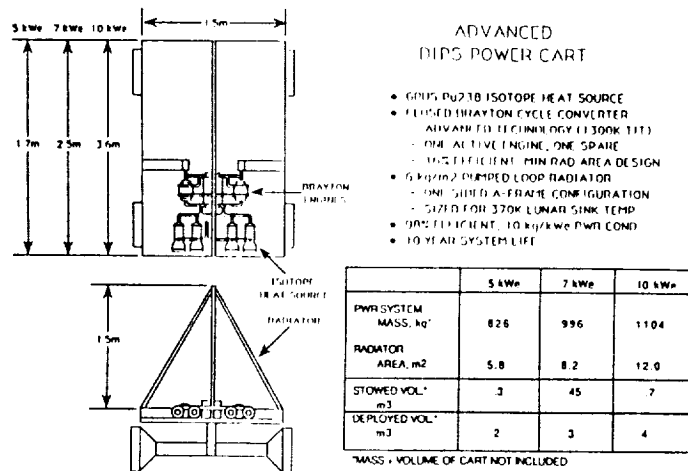 1.5m
5 kWe 7 kWe 10 kWe
1.7m 2.5m 3.6m
BRAYTON
ENGINES
ISOTOPE
HEAT SOURCE
RADIATOR
1.5m
ADVANCED
DIPS POWER CART
• GPHS Pu238 ISOTOPE HEAT SOURCE
• CLOSED BRAYTON CYCLE CONVERTER
ADVANCED TECHNOLOGY (1300K TIT)
- ONE ACTIVE ENGINE, ONE SPARE
- EFFICIENT, MIN RAD AREA DESIGN
• 6 kg/m2 PUMPED LOOP RADIATOR
- ONE SIDED A-FRAME CONFIGURATION
- SIZED FOR 370K LUNAR SINK TEMP
• EFFICIENT, 10 kg/kWe PWR COND
• 10 YEAR SYSTEM LIFE
5 kWe 7 kWe 10 kWe
PWR SYSTEM
MASS, kg* 826 996 1104
RADIATOR
AREA, m2 5.8 8.2 12.0
STOWED VOL.* .3 45 .7
m3
DEPLOYED VOL.*
m3 2 3 4
*MASS + VOLUME OF CART NOT INCLUDED